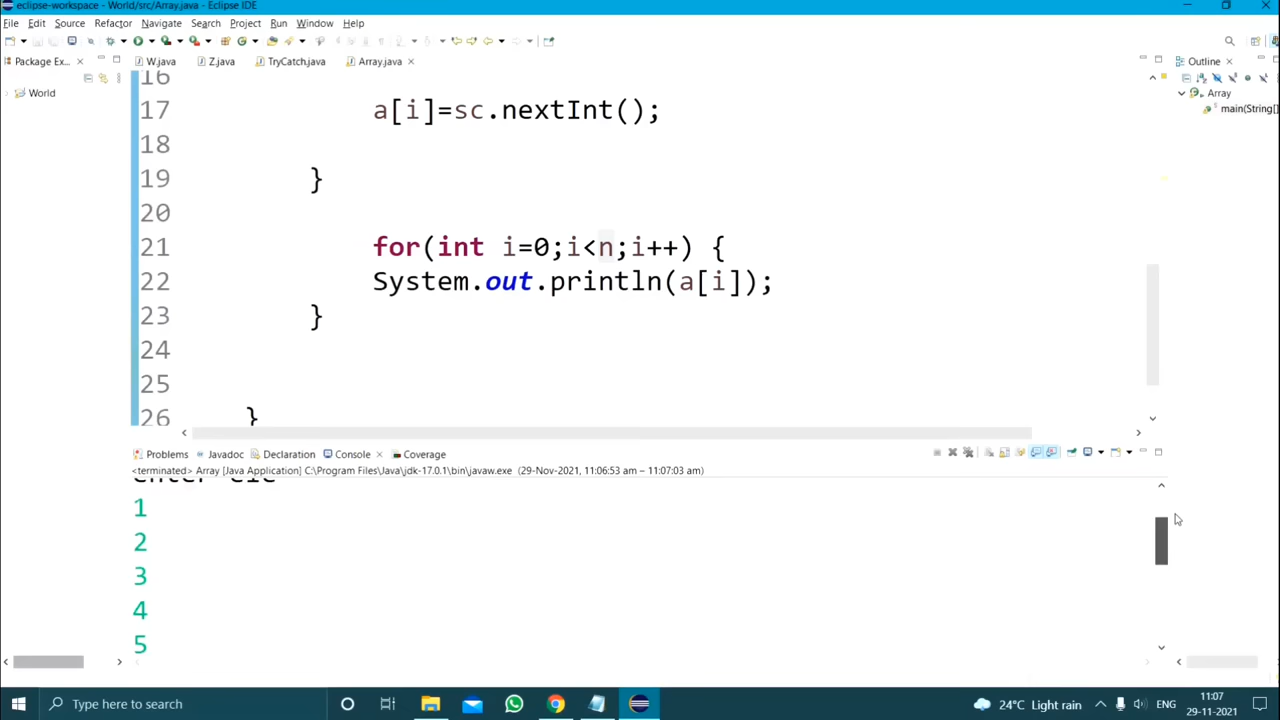 eclipse-workspace - World/src/Array.java - Eclipse IDE
File Edit Source Refactor Navigate Search Project Run Window Help
Package Ex... W.java Z.java TryCatch.java Array.java Outline
World
Array
main(String[]
16
17 a[i]=sc.nextInt();
18
19 }
20
21 for(int i=0;i<n;i++) {
22 System.out.println(a[i]);
23 }
24
25
26 }
Problems Javadoc Declaration Console Coverage
<terminated> Array [Java Application] C:\Program Files\Java\jdk-17.0.1\bin\javaw.exe (29-Nov-2021, 11:06:53 am – 11:07:03 am)
enter ele
1
2
3
4
5
Type here to search 24°C Light rain ENG 11:07
29-11-2021